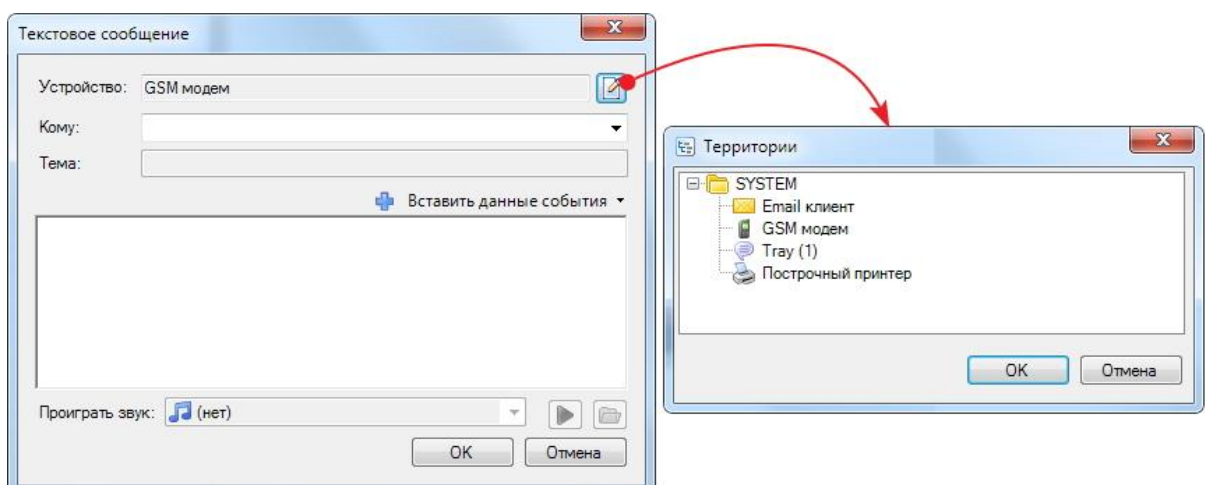 Текстовое сообщение
Устройство: GSM модем
Кому:
Тема:
Вставить данные события
Проиграть звук: (нет)
OK Отмена
Территории
SYSTEM
Email клиент
GSM модем
Tray (1)
Построчный принтер
OK Отмена